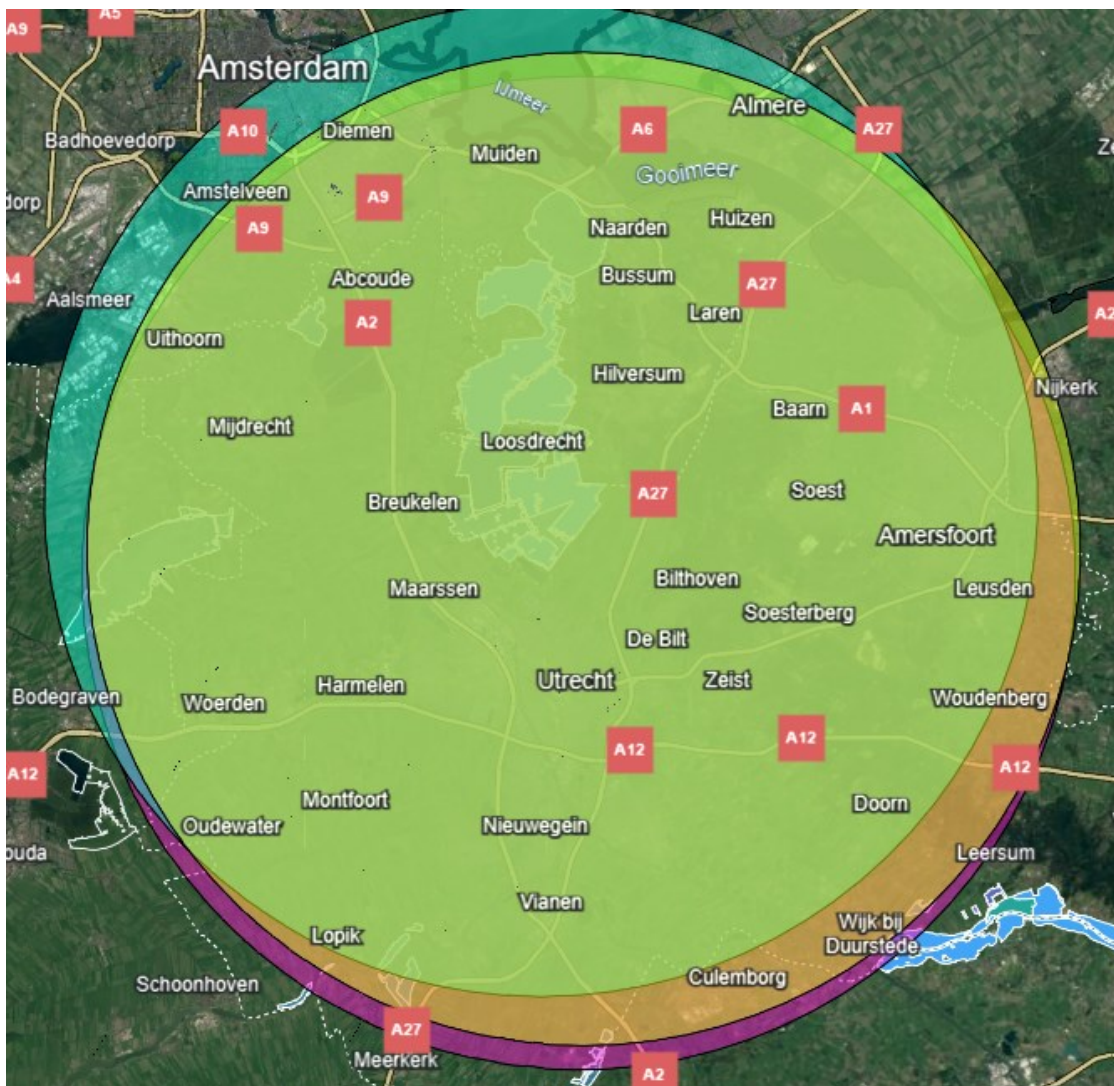 A9
A5
Amsterdam
IJmeer
Almere
A10
Diemen
A6
A27
Badhoevedorp
Muiden
Amstelveen
A9
Gooimeer
dorp
A9
Naarden
Huizen
Abcoude
Bussum
A4
A27
Aalsmeer
A2
Laren
A2
Uithoorn
Hilversum
Nijkerk
Mijdrecht
Baarn
A1
Loosdrecht
Breukelen
A27
Soest
Amersfoort
Maarssen
Bilthoven
Leusden
Soesterberg
De Bilt
Harmelen
Utrecht
Zeist
Bodegraven
Woerden
Woudenberg
A12
A12
A12
A12
Montfoort
Doorn
Oudewater
Nieuwegein
ouda
Leersum
Vianen
Wijk bij
Duurstede
Lopik
Schoonhoven
Culemborg
A27
Meerkerk
A2